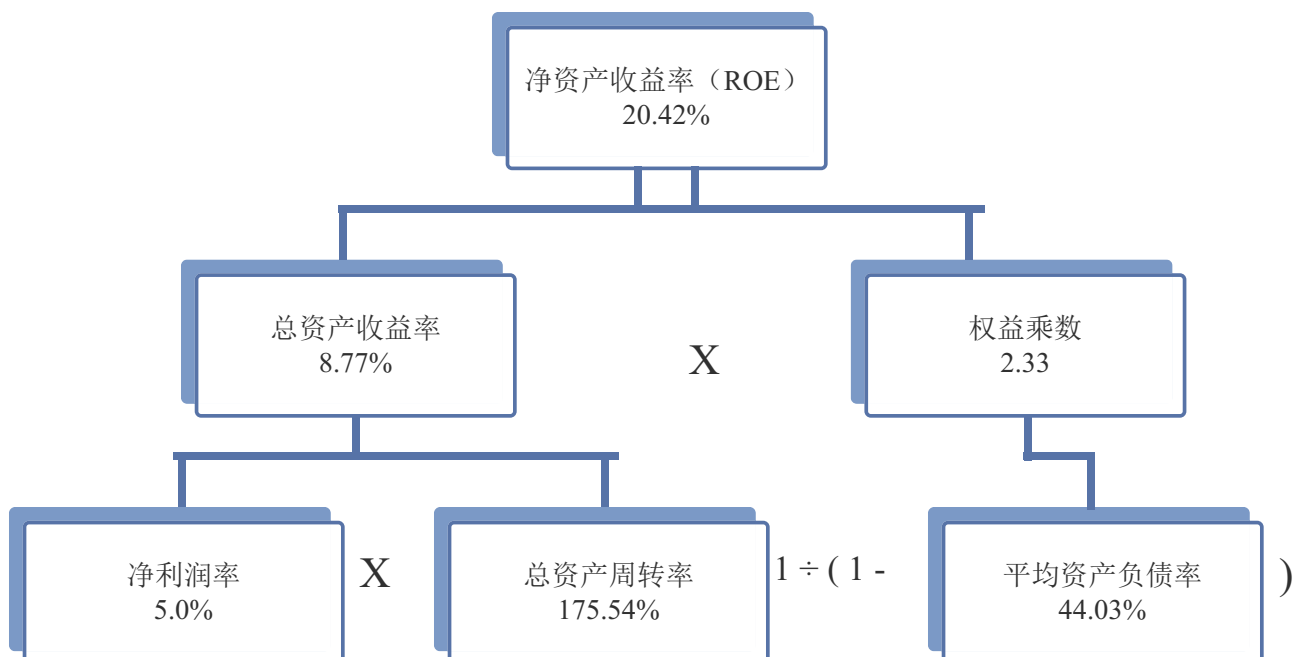 净资产收益率（ROE）
20.42%
总资产收益率
8.77%
X
权益乘数
2.33
净利润率
5.0%
X
总资产周转率
175.54%
1 ÷ ( 1 -
平均资产负债率
44.03%
)